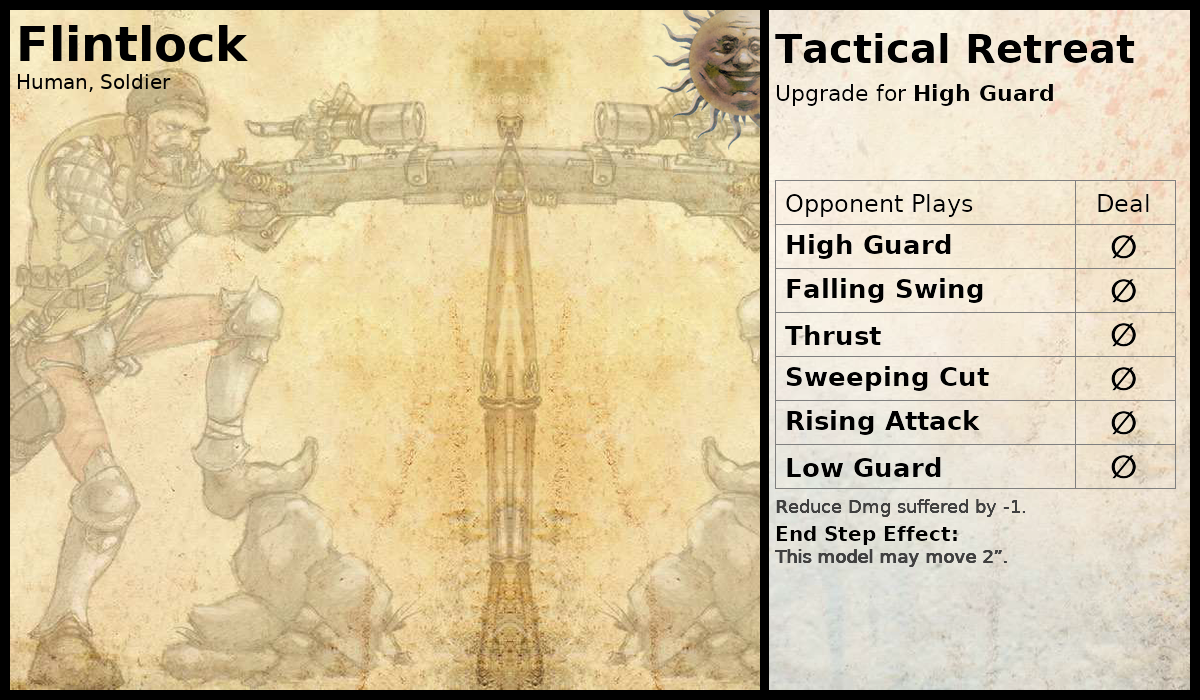 Flintlock
Human, Soldier
Tactical Retreat
Upgrade for High Guard
Opponent Plays Deal
High Guard ∅
Falling Swing ∅
Thrust ∅
Sweeping Cut ∅
Rising Attack ∅
Low Guard ∅
Reduce Dmg suffered by -1.
End Step Effect:
This model may move 2”.